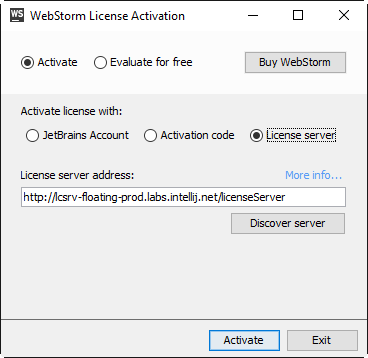 WS WebStorm License Activation
Activate Evaluate for free Buy WebStorm
Activate license with:
JetBrains Account Activation code License server
License server address: More info...
http://lcsrv-floating-prod.labs.intellij.net/licenseServer
Discover server
Activate Exit